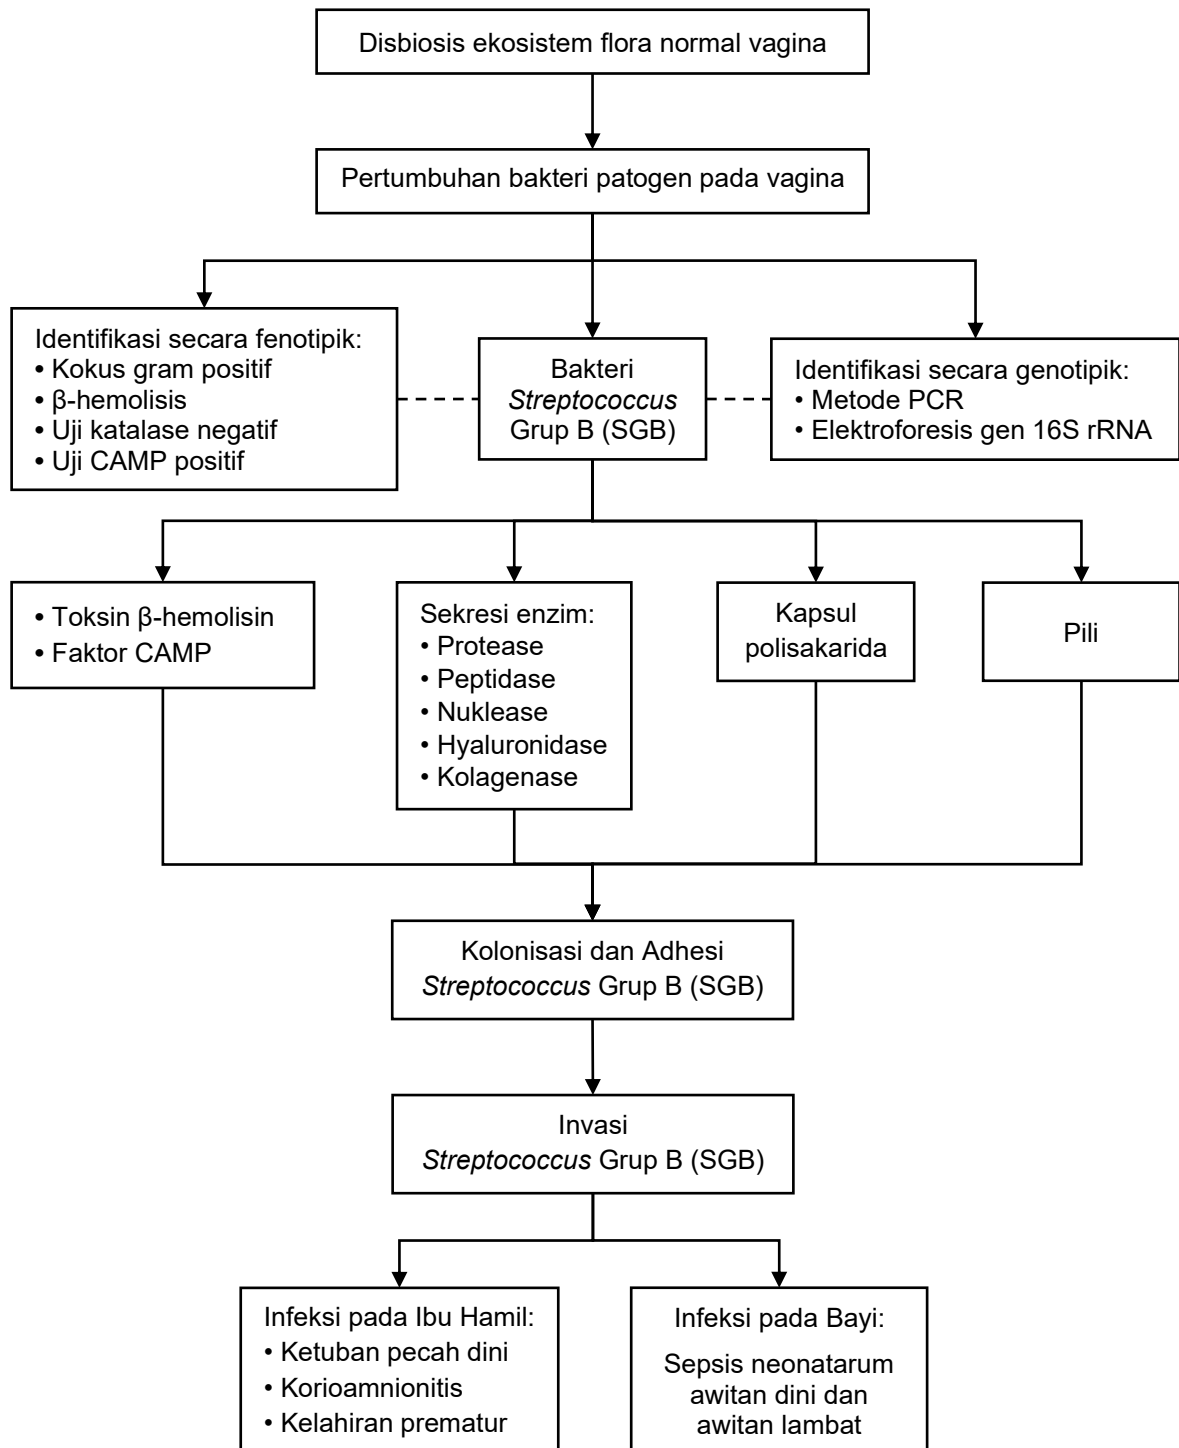 Disbiosis ekosistem flora normal vagina
Pertumbuhan bakteri patogen pada vagina
Identifikasi secara fenotipik:
• Kokus gram positif
• β-hemolisis
• Uji katalase negatif
• Uji CAMP positif
Bakteri
Streptococcus
Grup B (SGB)
Identifikasi secara genotipik:
• Metode PCR
• Elektroforesis gen 16S rRNA
• Toksin β-hemolisin
• Faktor CAMP
Sekresi enzim:
• Protease
• Peptidase
• Nuklease
• Hyaluronidase
• Kolagenase
Kapsul
polisakarida
Pili
Kolonisasi dan Adhesi
Streptococcus Grup B (SGB)
Invasi
Streptococcus Grup B (SGB)
Infeksi pada Ibu Hamil:
• Ketuban pecah dini
• Korioamnionitis
• Kelahiran prematur
Infeksi pada Bayi:
Sepsis neonatarum
awitan dini dan
awitan lambat